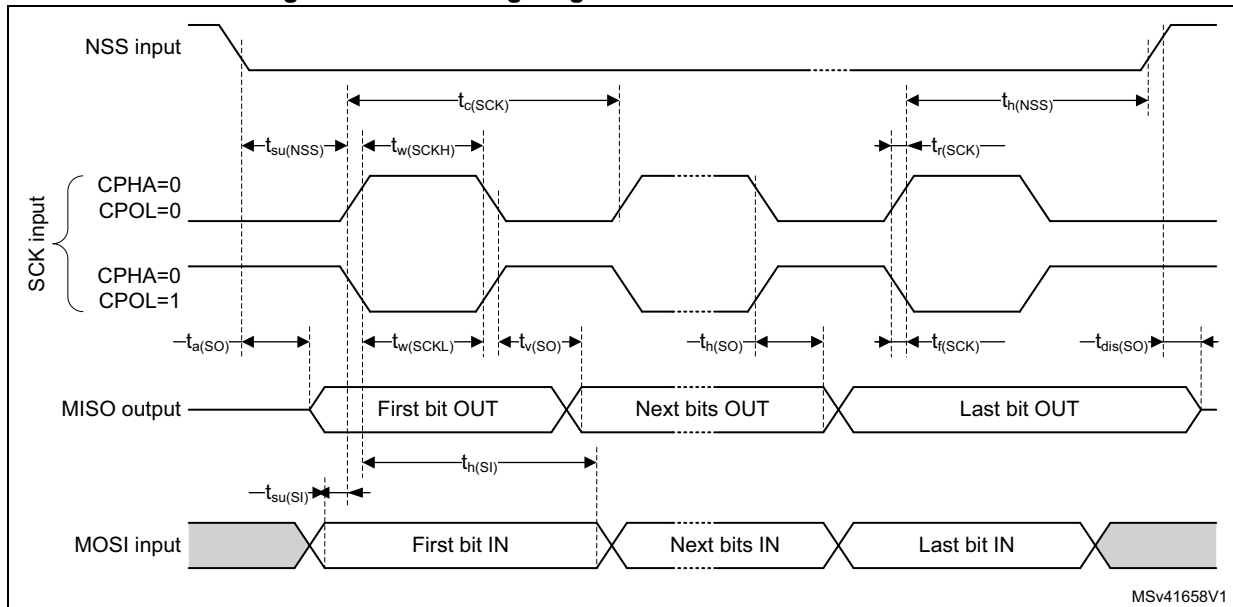 NSS input
tc(SCK)
th(NSS)
tsu(NSS)
tw(SCKH)
tr(SCK)
SCK input
CPHA=0
CPOL=0
CPHA=0
CPOL=1
ta(SO)
tw(SCKL)
tv(SO)
th(SO)
tf(SCK)
tdis(SO)
MISO output
First bit OUT
Next bits OUT
Last bit OUT
th(SI)
tsu(SI)
MOSI input
First bit IN
Next bits IN
Last bit IN
MSv41658V1